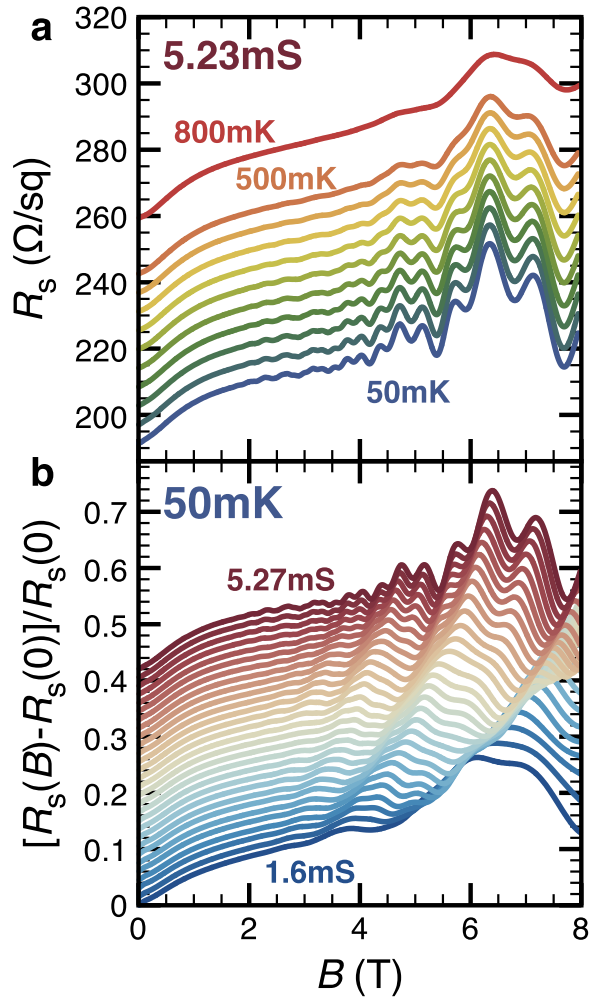 a
5.23mS
320
300
280
260
240
220
200
R_s (Ω/sq)
800mK
500mK
50mK
b
50mK
0.7
0.6
0.5
0.4
0.3
0.2
0.1
0
[R_s(B)-R_s(0)]/R_s(0)
5.27mS
1.6mS
0 2 4 6 8
B (T)